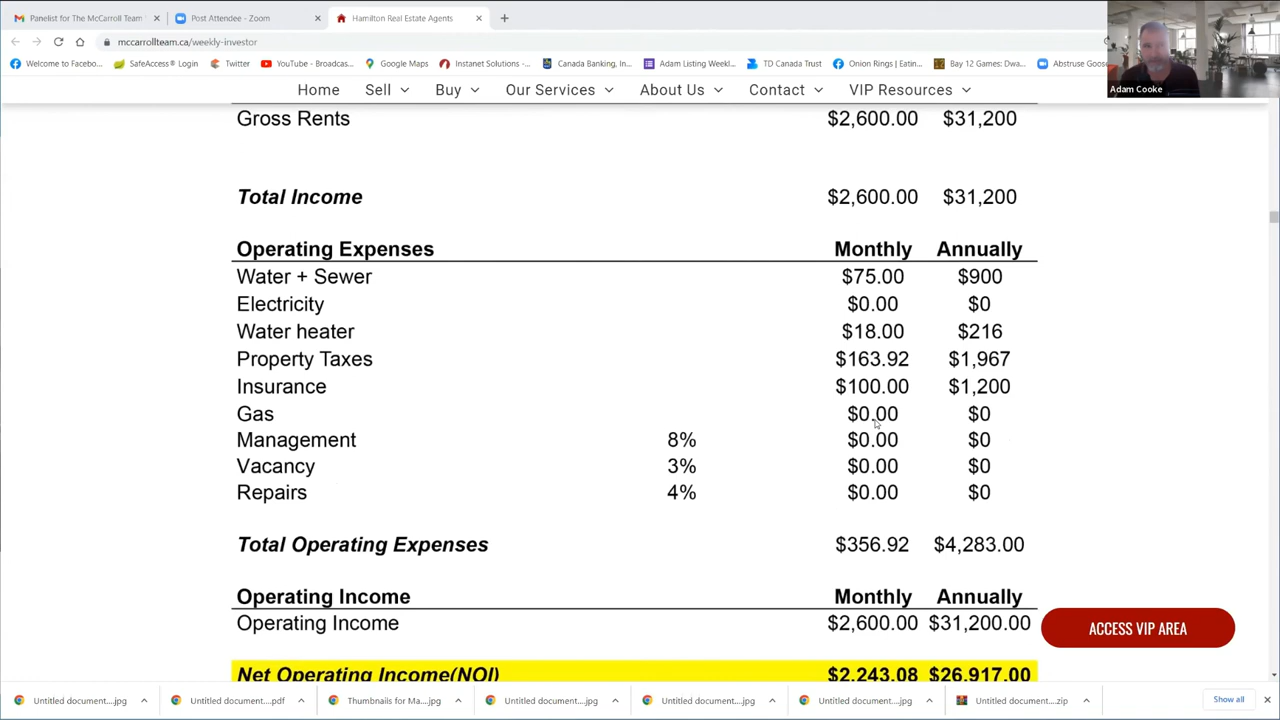 Panelist for The McCarroll Team
Post Attendee - Zoom
Hamilton Real Estate Agents
mccarrollteam.ca/weekly-investor
Welcome to Facebo...
SafeAccess® Login
Twitter
YouTube - Broadcas...
Google Maps
Instanet Solutions -...
Canada Banking, In...
Adam Listing Weekl...
TD Canada Trust
Onion Rings | Eatin...
Bay 12 Games: Dwa...
Abstruse Goose
Adam Cooke
Home Sell Buy Our Services About Us Contact VIP Resources
Gross Rents $2,600.00 $31,200
Total Income $2,600.00 $31,200
Operating Expenses Monthly Annually
Water + Sewer $75.00 $900
Electricity $0.00 $0
Water heater $18.00 $216
Property Taxes $163.92 $1,967
Insurance $100.00 $1,200
Gas $0.00 $0
Management 8% $0.00 $0
Vacancy 3% $0.00 $0
Repairs 4% $0.00 $0
Total Operating Expenses $356.92 $4,283.00
Operating Income Monthly Annually
Operating Income $2,600.00 $31,200.00
ACCESS VIP AREA
Net Operating Income(NOI) $2,243.08 $26,917.00
Untitled document....jpg
Untitled document....pdf
Thumbnails for Ma....jpg
Untitled document....jpg
Untitled document....jpg
Untitled document....jpg
Untitled document....zip
Show all